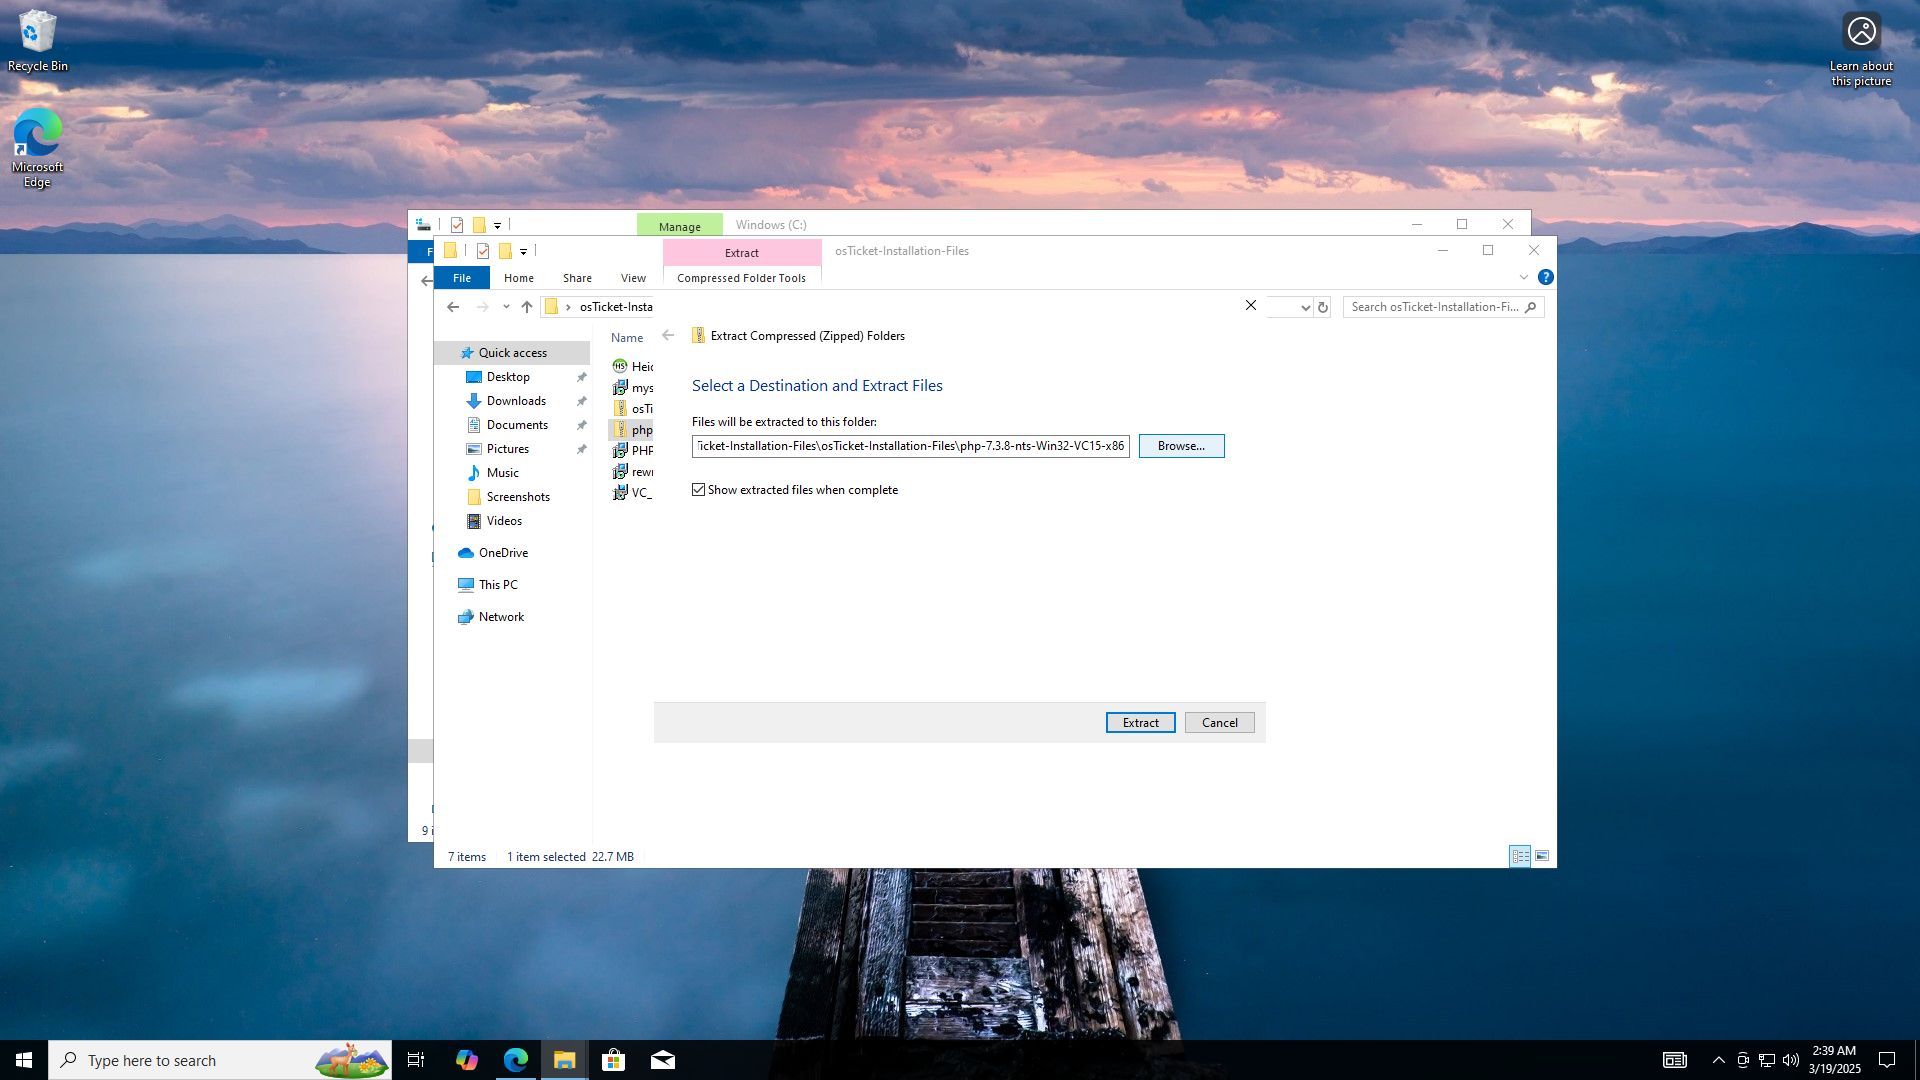 Recycle Bin
Microsoft
Edge
Learn about
this picture
Manage
Windows (C:)
Extract
osTicket-Installation-Files
File
Home
Share
View
Compressed Folder Tools
osTicket-Insta
Search osTicket-Installation-Fi...
Name
Extract Compressed (Zipped) Folders
Quick access
Desktop
Downloads
Documents
Pictures
Music
Screenshots
Videos
OneDrive
This PC
Network
HS
Heid
mys
osTi
php
PHP
rewr
VC_
Select a Destination and Extract Files
Files will be extracted to this folder:
Ticket-Installation-Files\osTicket-Installation-Files\php-7.3.8-nts-Win32-VC15-x86
Browse...
Show extracted files when complete
Extract
Cancel
9 i
7 items
1 item selected 22.7 MB
Type here to search
2:39 AM
3/19/2025